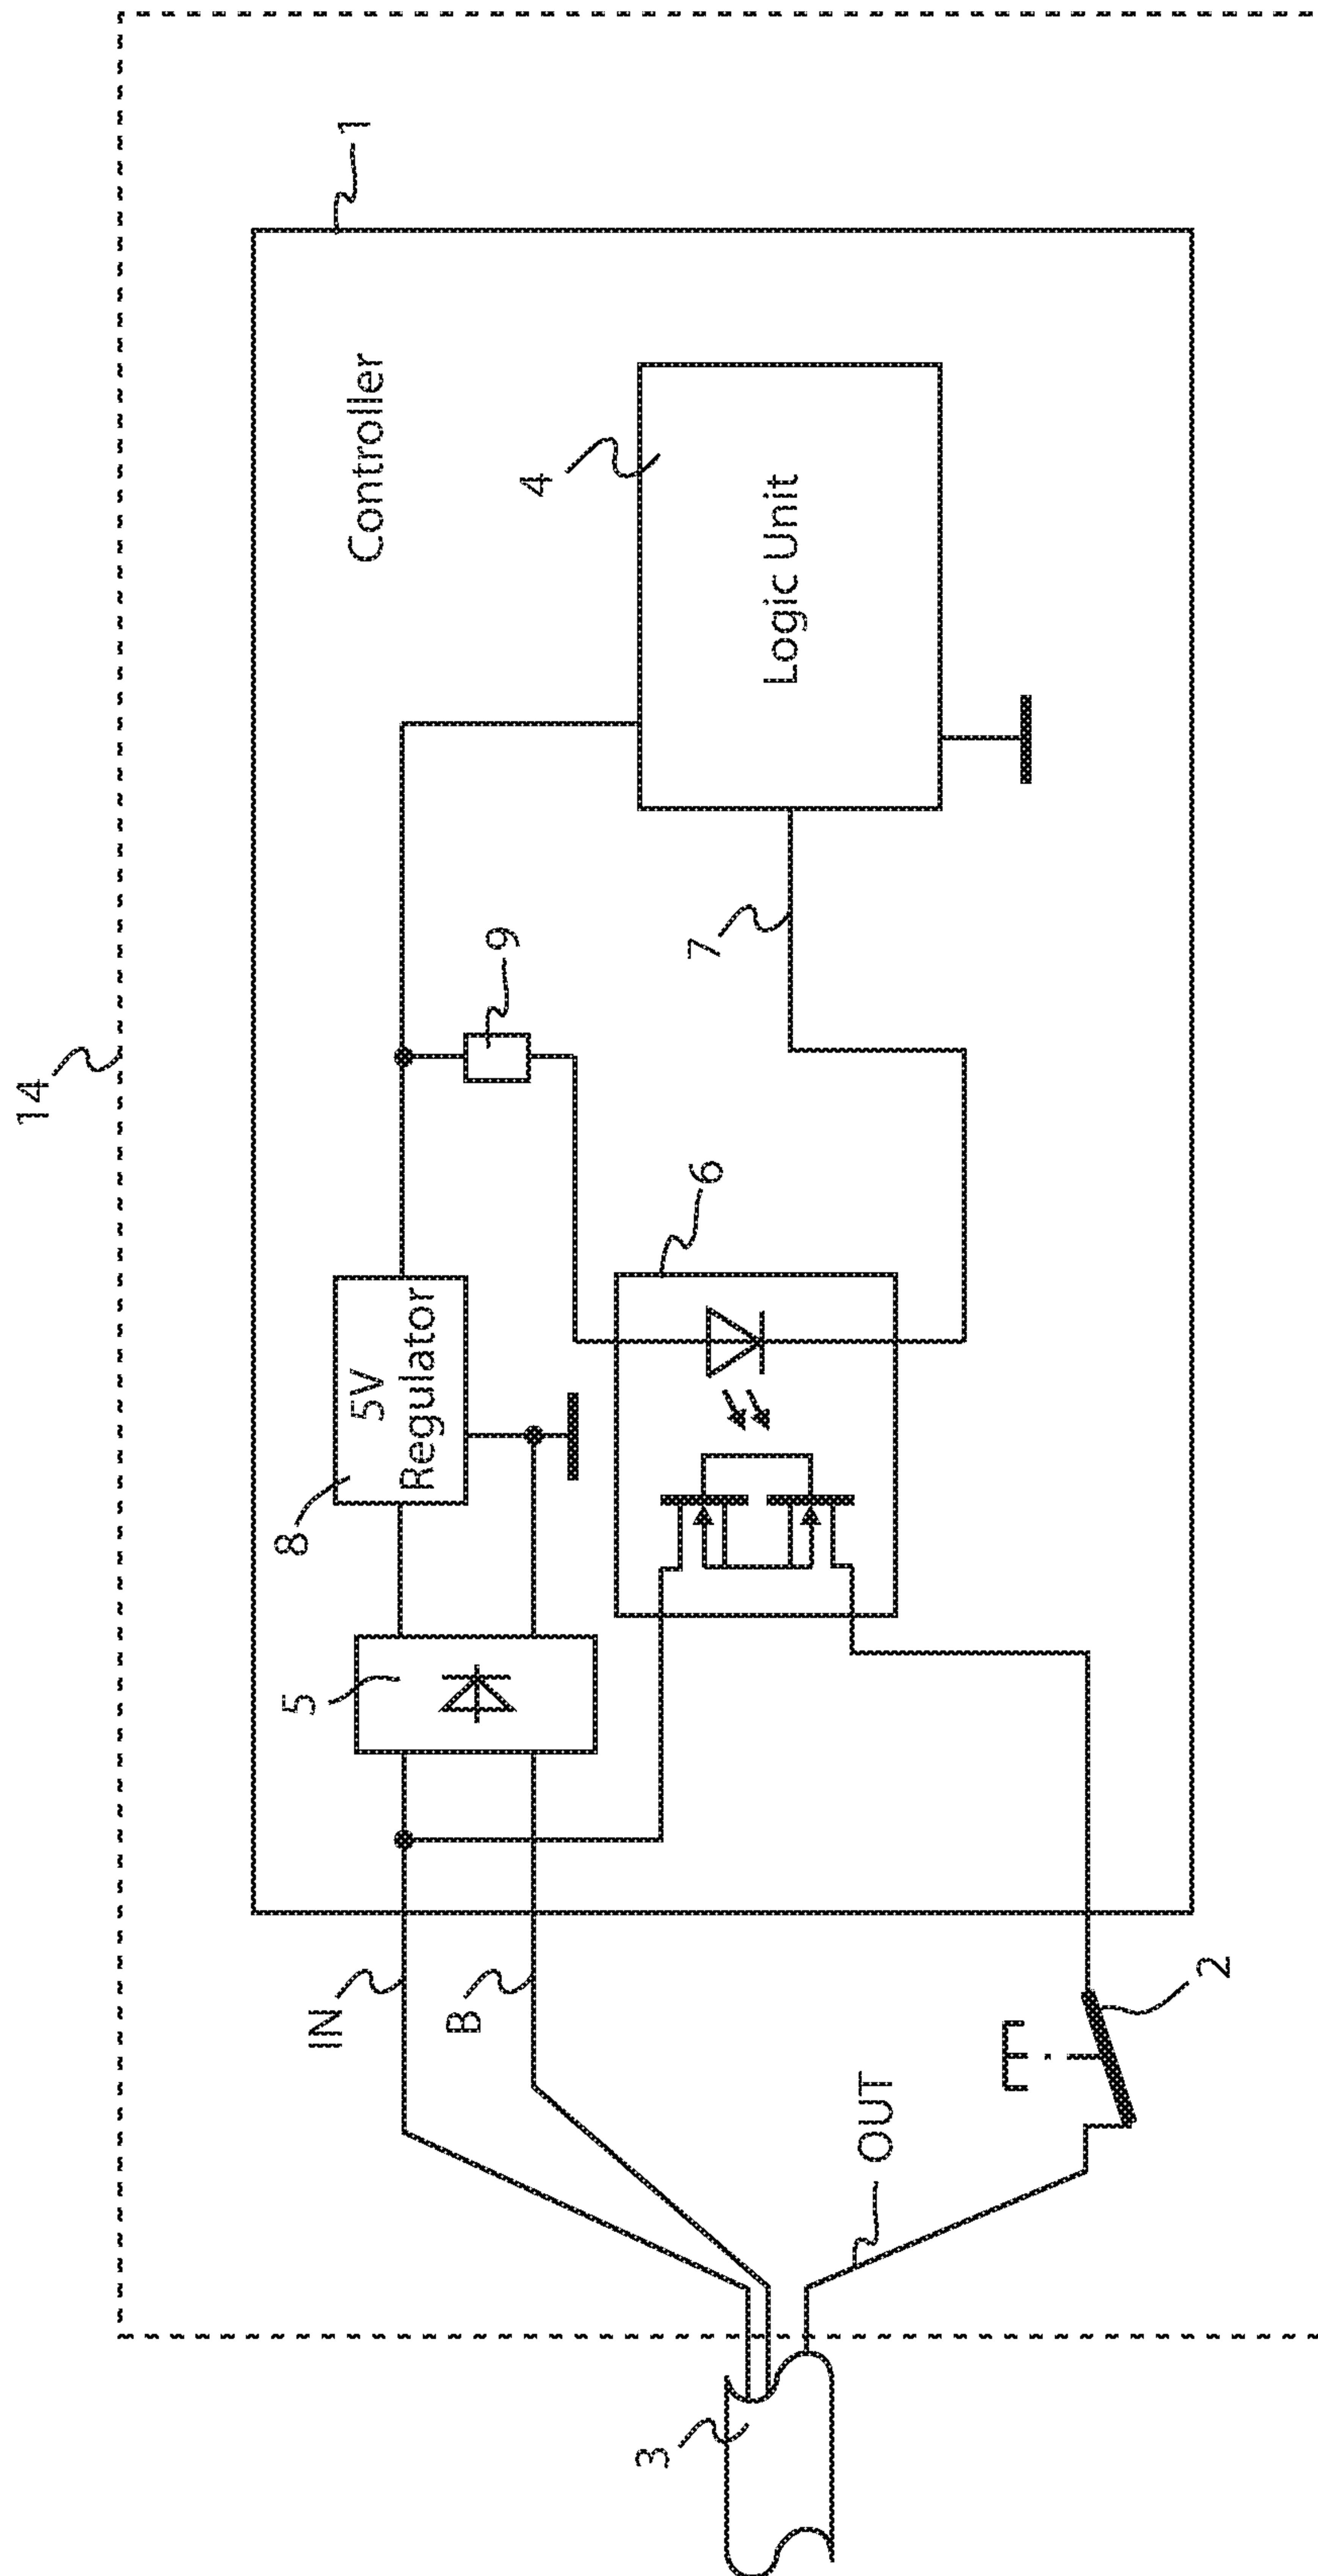 14
1
Controller
4
Logic Unit
9
7
6
8
5V
Regulator
5
IN
B
2
OUT
3